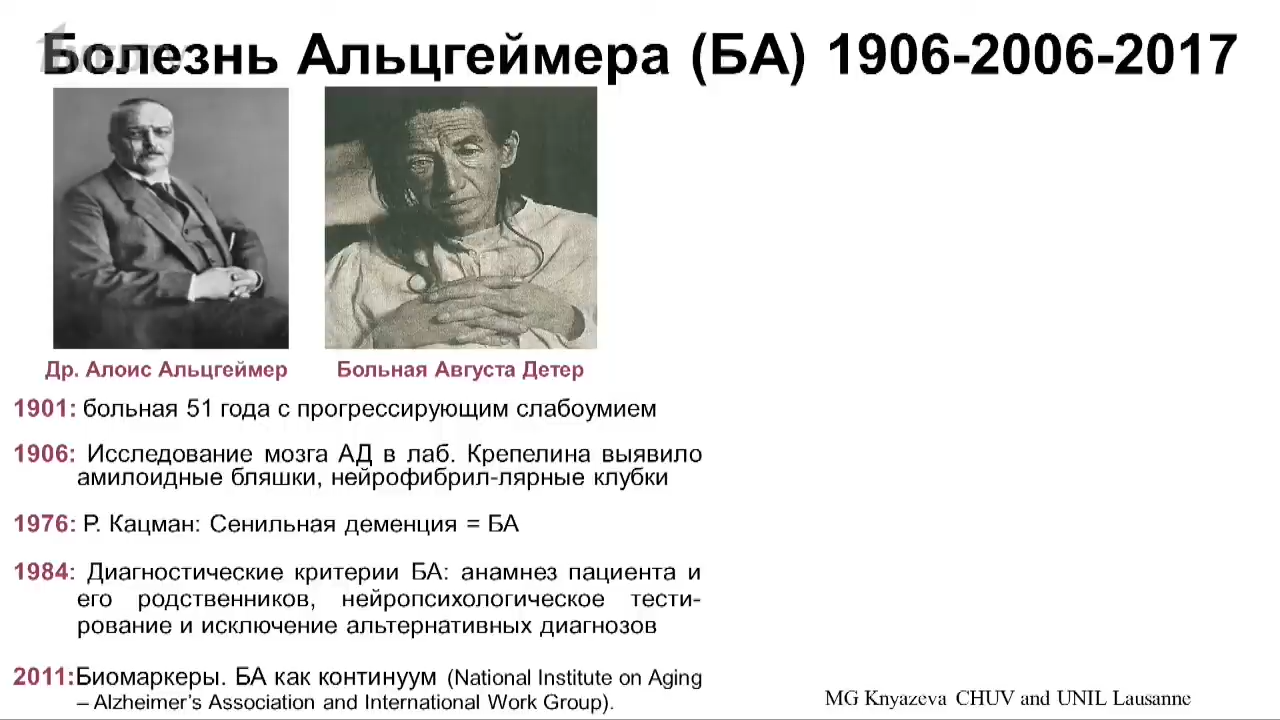 Болезнь Альцгеймера (БА) 1906-2006-2017
Др. Алоис Альцгеймер
Больная Августа Детер
1901: больная 51 года с прогрессирующим слабоумием
1906: Исследование мозга АД в лаб. Крепелина выявило
амилоидные бляшки, нейрофибрил-лярные клубки
1976: Р. Кацман: Сенильная деменция = БА
1984: Диагностические критерии БА: анамнез пациента и
его родственников, нейропсихологическое тести-
рование и исключение альтернативных диагнозов
2011:Биомаркеры. БА как континуум (National Institute on Aging
– Alzheimer’s Association and International Work Group).
MG Knyazeva CHUV and UNIL Lausanne